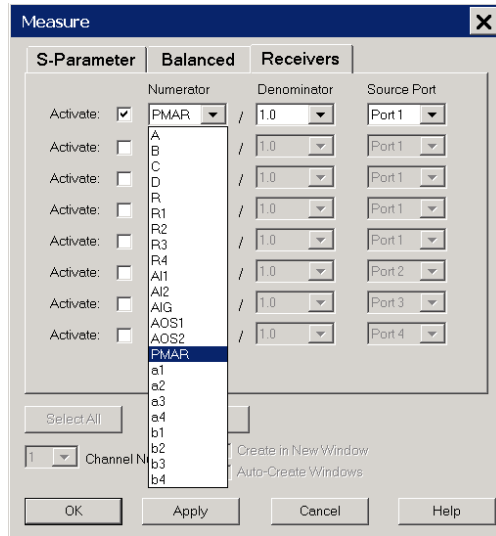 Measure
S-Parameter Balanced Receivers
Numerator Denominator Source Port
Activate: PMAR / 1.0 Port 1
Activate: / 1.0 Port 1
Activate: / 1.0 Port 1
Activate: / 1.0 Port 1
Activate: / 1.0 Port 1
Activate: / 1.0 Port 2
Activate: / 1.0 Port 3
Activate: / 1.0 Port 4
A
B
C
D
R
R1
R2
R3
R4
AI1
AI2
AIG
AOS1
AOS2
PMAR
a1
a2
a3
a4
b1
b2
b3
b4
Select All
1 Channel Create in New Window
Auto-Create Windows
OK Apply Cancel Help